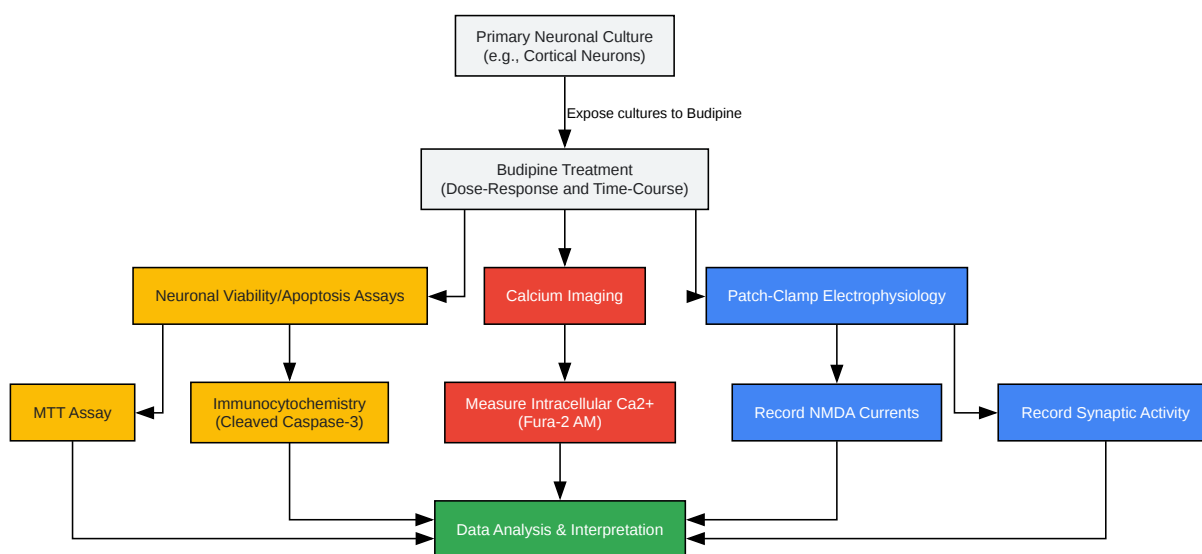 Primary Neuronal Culture
(e.g., Cortical Neurons)
Expose cultures to Budipine
Budipine Treatment
(Dose-Response and Time-Course)
Neuronal Viability/Apoptosis Assays
Calcium Imaging
Patch-Clamp Electrophysiology
MTT Assay
Immunocytochemistry
(Cleaved Caspase-3)
Measure Intracellular Ca2+
(Fura-2 AM)
Record NMDA Currents
Record Synaptic Activity
Data Analysis & Interpretation